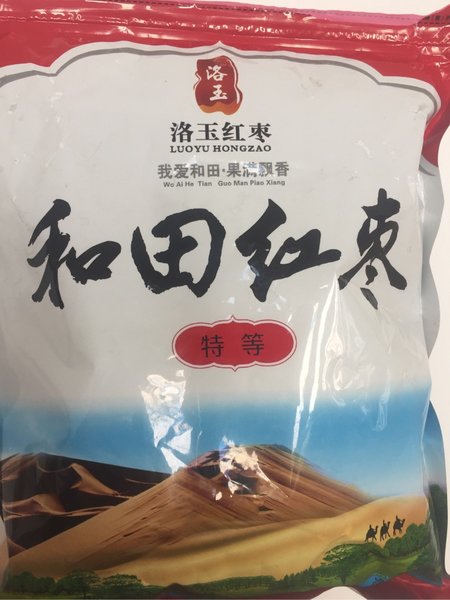 洛玉
洛玉红枣
LUOYU HONGZAO
我爱和田·果满飘香
Wo Ai He Tian Guo Man Piao Xiang
和田红枣
特等